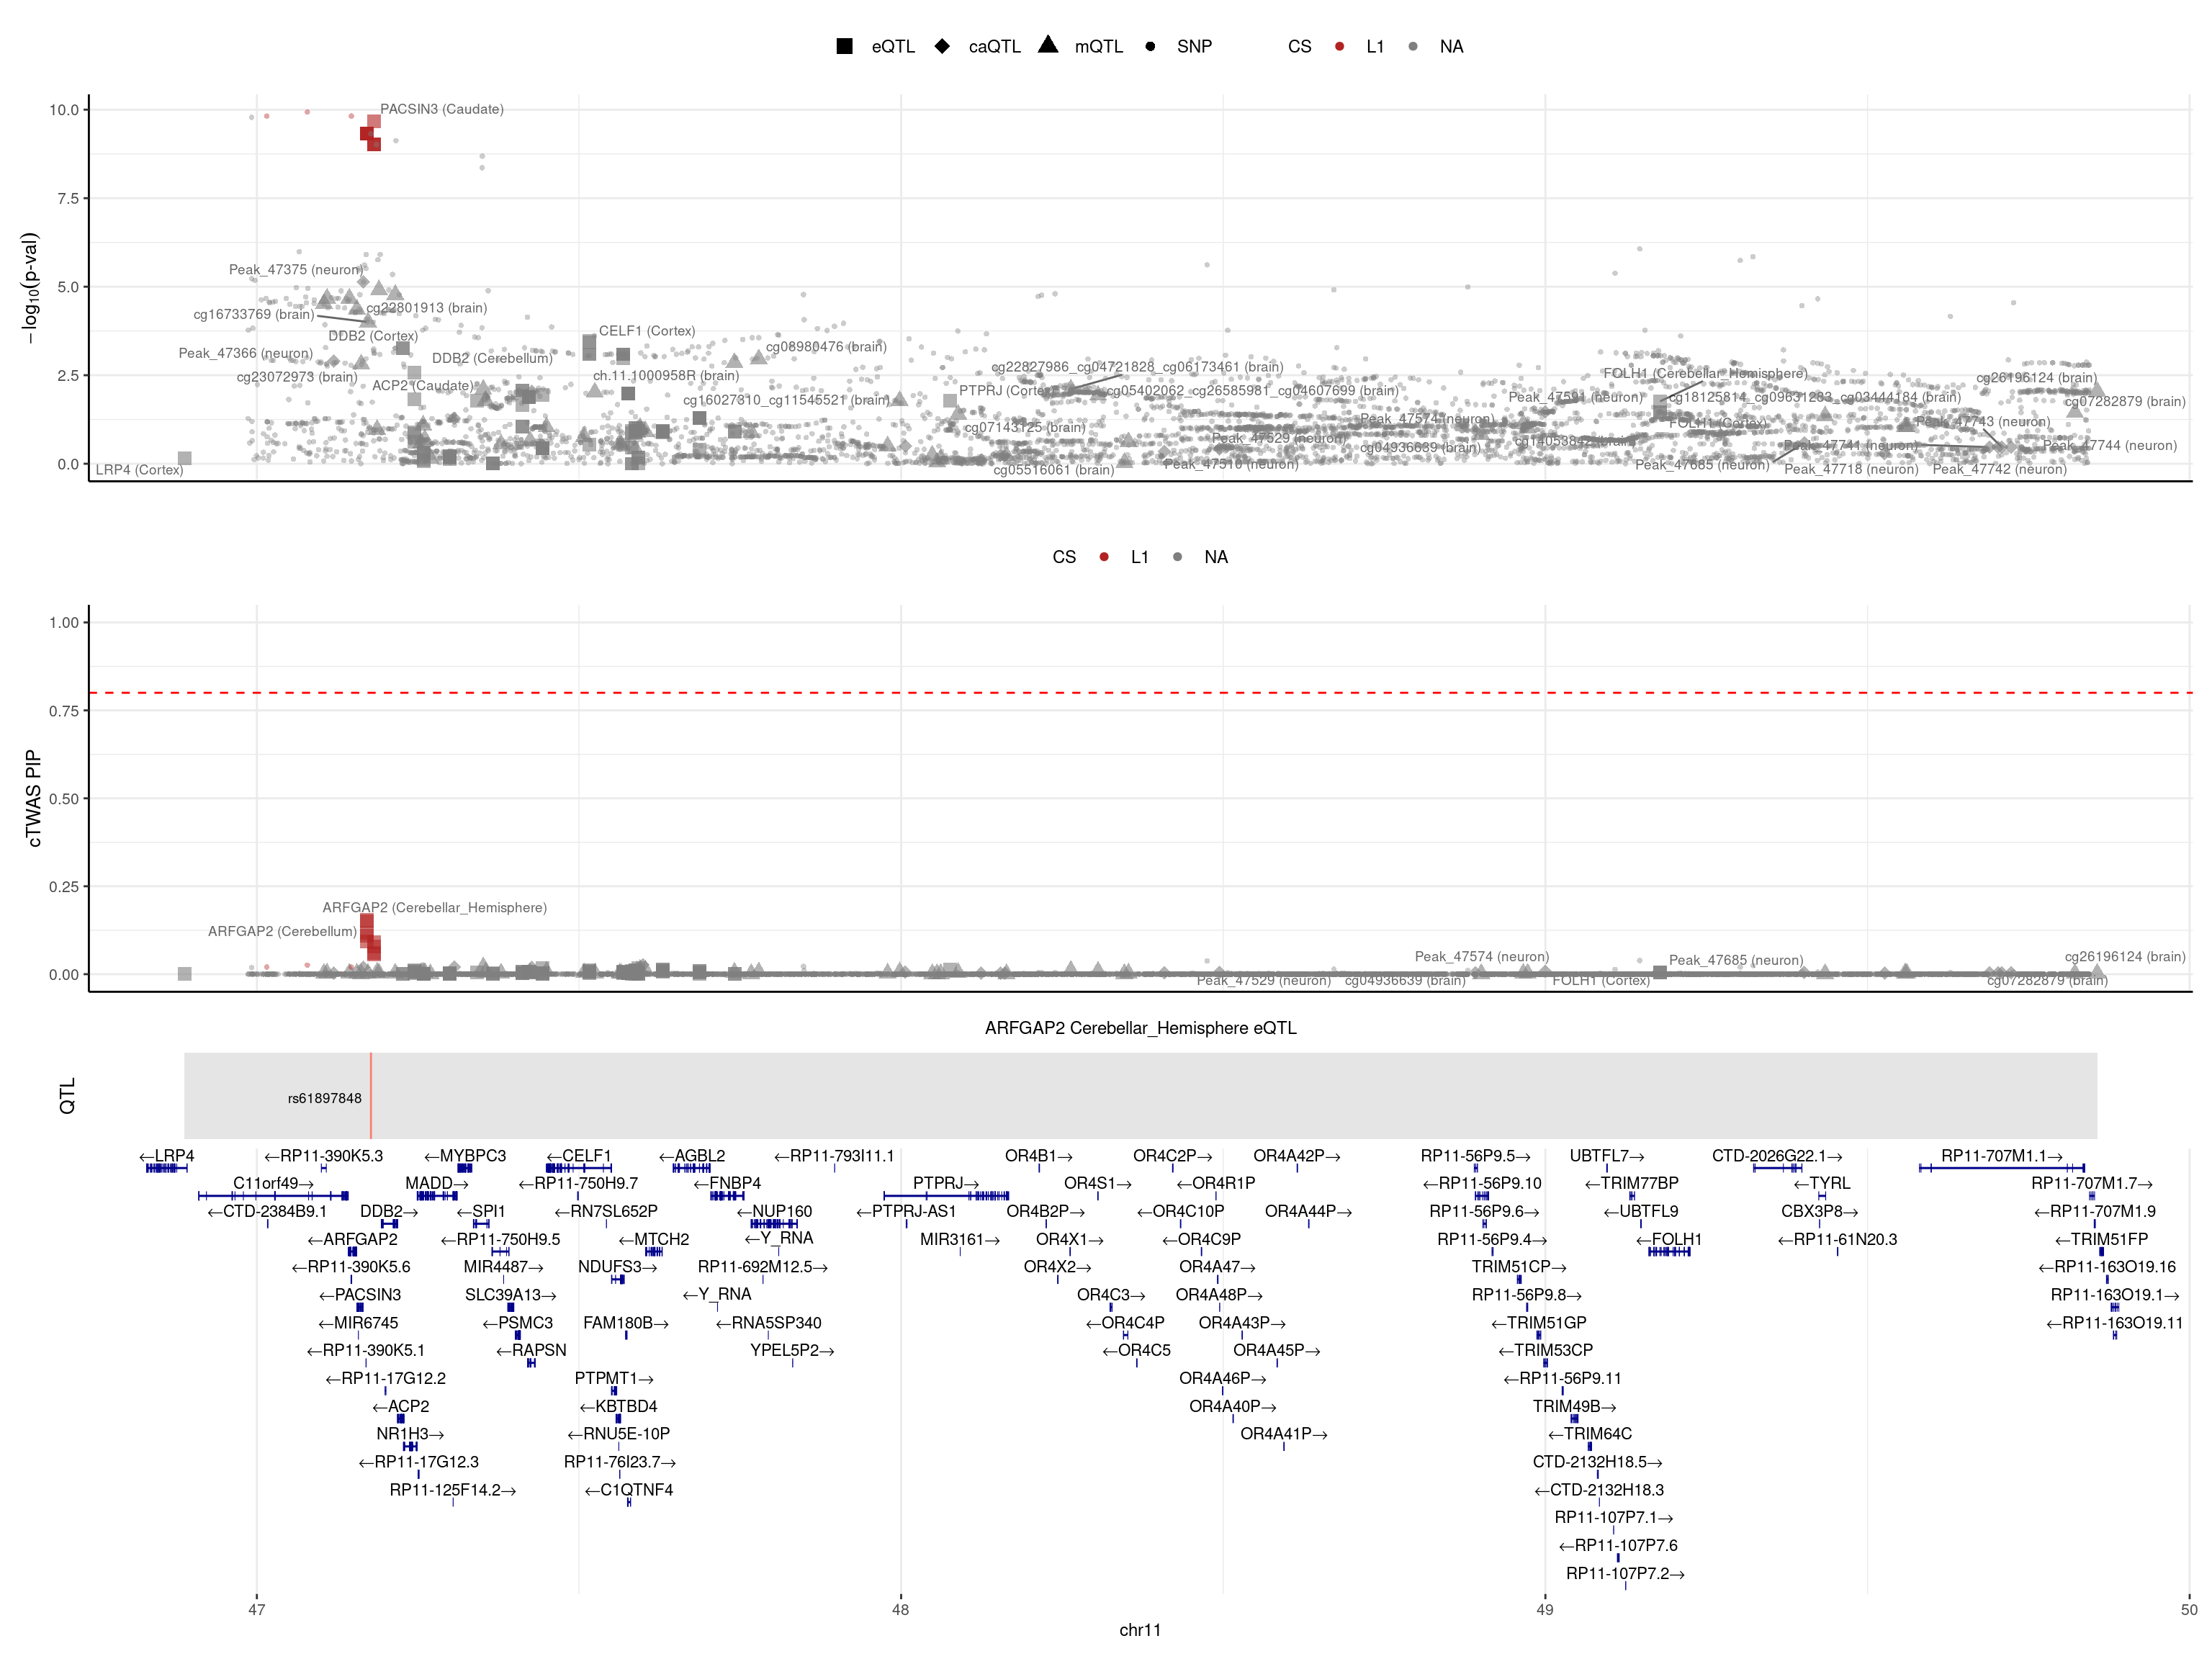 eQTL caQTL mQTL SNP CS L1 NA
10.0
7.5
5.0
2.5
0.0
−log10(p-val)
PACSIN3 (Caudate)
Peak_47375 (neuron)
cg22801913 (brain)
cg16733769 (brain)
DDB2 (Cortex)
CELF1 (Cortex)
Peak_47366 (neuron)
DDB2 (Cerebellum)
cg08980476 (brain)
cg23072973 (brain)
ACP2 (Caudate)
ch.11.1000958R (brain)
cg22827986_cg04721828_cg06173461 (brain)
FOLH1 (Cerebellar_Hemisphere)
cg26196124 (brain)
PTPRJ (Cortex)
cg05402062_cg26585981_cg04607699 (brain)
cg16027810_cg11545521 (brain)
Peak_47591 (neuron)
cg18125814_cg09631283_cg03444184 (brain)
cg07282879 (brain)
cg07143725 (brain)
Peak_47574 (neuron)
FOLH1 (Cortex)
Peak_47743 (neuron)
Peak_47529 (neuron)
cg04936639 (brain)
cg14053842 (brain)
Peak_47741 (neuron)
Peak_47744 (neuron)
LRP4 (Cortex)
cg05516061 (brain)
Peak_47510 (neuron)
Peak_47685 (neuron)
Peak_47718 (neuron)
Peak_47742 (neuron)
CS L1 NA
1.00
0.75
0.50
0.25
0.00
cTWAS PIP
ARFGAP2 (Cerebellar_Hemisphere)
ARFGAP2 (Cerebellum)
Peak_47574 (neuron)
Peak_47685 (neuron)
cg26196124 (brain)
Peak_47529 (neuron)
cg04936639 (brain)
FOLH1 (Cortex)
cg07282879 (brain)
ARFGAP2 Cerebellar_Hemisphere eQTL
QTL
rs61897848
←LRP4 ←RP11-390K5.3 ←MYBPC3 ←CELF1 ←AGBL2 ←RP11-793I11.1 OR4B1→ OR4C2P→ OR4A42P→ RP11-56P9.5→ UBTFL7→ CTD-2026G22.1→ RP11-707M1.1→
C11orf49→ MADD→ ←RP11-750H9.7 ←FNBP4 PTPRJ→ OR4S1→ ←OR4R1P ←RP11-56P9.10 ←TRIM77BP ←TYRL RP11-707M1.7→
←CTD-2384B9.1 DDB2→ ←SPI1 ←RN7SL652P ←NUP160 ←PTPRJ-AS1 OR4B2P→ ←OR4C10P OR4A44P→ RP11-56P9.6→ ←UBTFL9 CBX3P8→ ←RP11-707M1.9
←ARFGAP2 ←RP11-750H9.5 ←MTCH2 ←Y_RNA MIR3161→ OR4X1→ ←OR4C9P RP11-56P9.4→ ←FOLH1 ←RP11-61N20.3 ←TRIM51FP
←RP11-390K5.6 MIR4487→ NDUFS3→ RP11-692M12.5→ OR4X2→ OR4A47→ TRIM51CP→ ←RP11-163O19.16
←PACSIN3 SLC39A13→ ←Y_RNA OR4C3→ OR4A48P→ RP11-56P9.8→ RP11-163O19.1→
←MIR6745 ←PSMC3 FAM180B→ ←RNA5SP340 ←OR4C4P OR4A43P→ ←TRIM51GP ←RP11-163O19.11
←RP11-390K5.1 ←RAPSN YPEL5P2→ ←OR4C5 OR4A45P→ ←TRIM53CP
←RP11-17G12.2 PTPMT1→ OR4A46P→ ←RP11-56P9.11
←ACP2 ←KBTBD4 OR4A40P→ TRIM49B→
NR1H3→ ←RNU5E-10P OR4A41P→ ←TRIM64C
←RP11-17G12.3 RP11-76I23.7→ CTD-2132H18.5→
RP11-125F14.2→ ←C1QTNF4 ←CTD-2132H18.3
RP11-107P7.1→
←RP11-107P7.6
RP11-107P7.2→
47 48 49 50
chr11